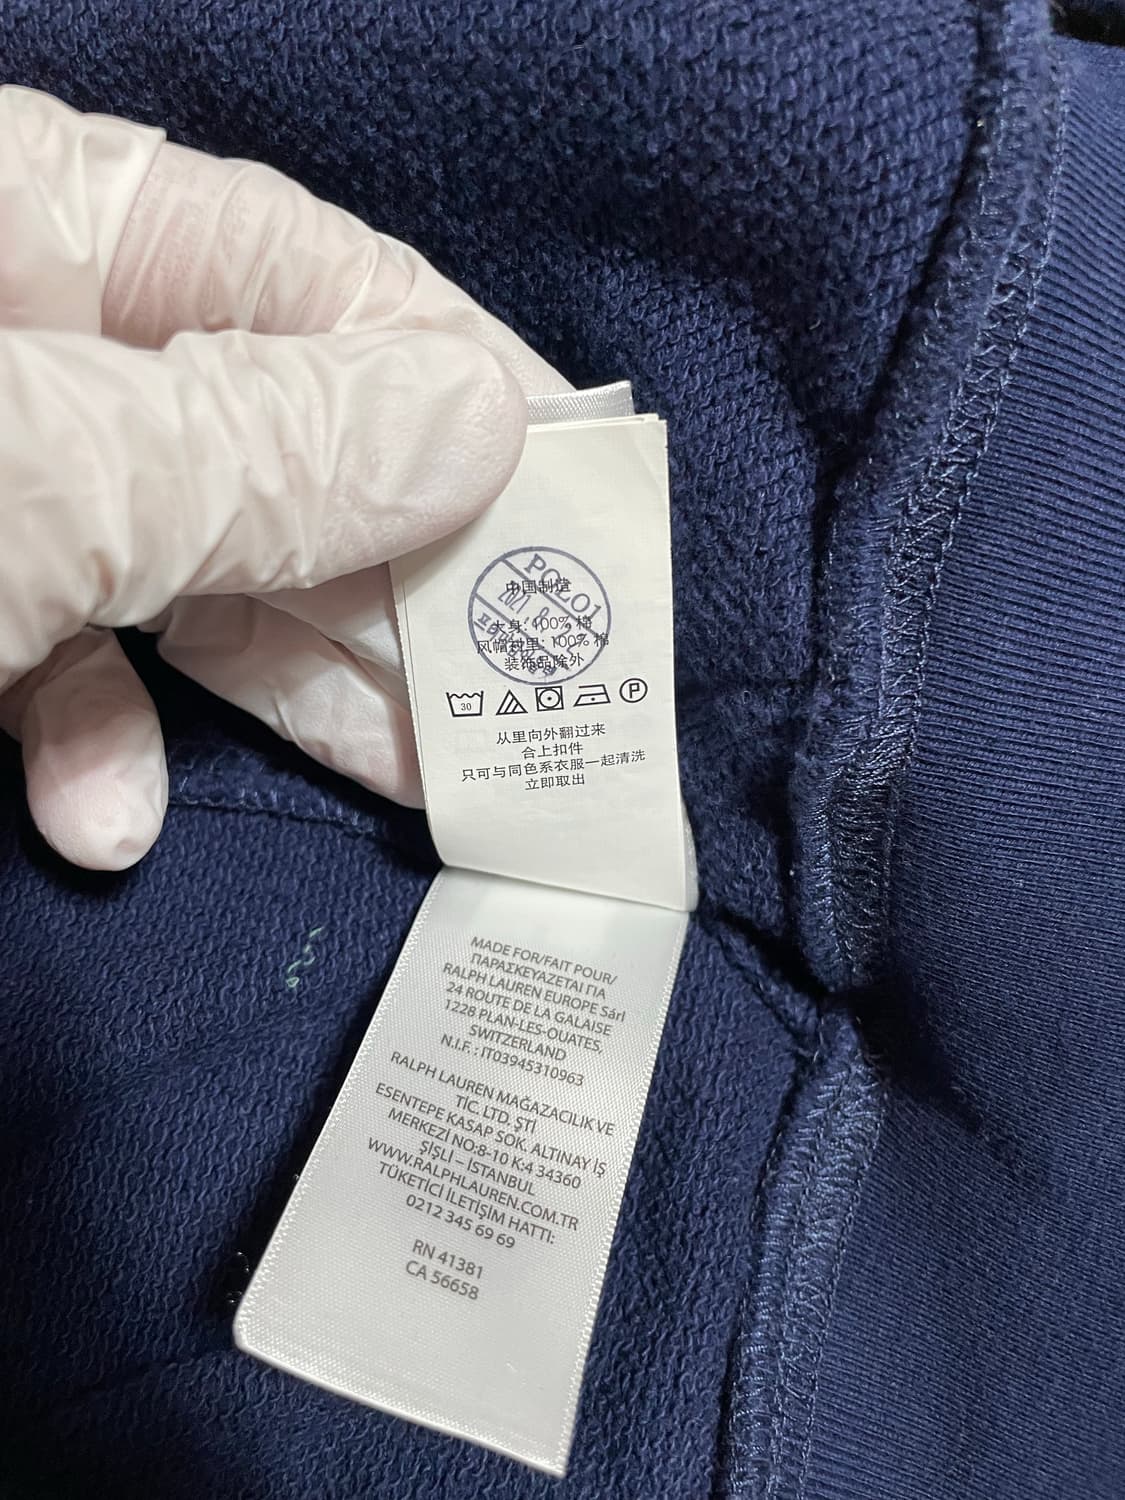 POLO1
2021
中国制造
大身: 100% 棉
风帽衬里: 100% 棉
装饰品除外
30
P
从里向外翻过来
合上扣件
只可与同色系衣服一起清洗
立即取出
MADE FOR/FAIT POUR/
ΠΑΡΑΣΚΕΥΑΖΕΤΑΙ ΓΙΑ
RALPH LAUREN EUROPE Sárl
24 ROUTE DE LA GALAISE
1228 PLAN-LES-OUATES,
SWITZERLAND
N.I.F. : IT03945310963
RALPH LAUREN MAĞAZACILIK VE
TİC. LTD. ŞTİ
ESENTEPE KASAP SOK. ALTINAY İŞ
MERKEZİ NO:8-10 K:4 34360
ŞİŞLİ – İSTANBUL
WWW.RALPHLAUREN.COM.TR
TÜKETİCİ İLETİŞİM HATTI:
0212 345 69 69
RN 41381
CA 56658